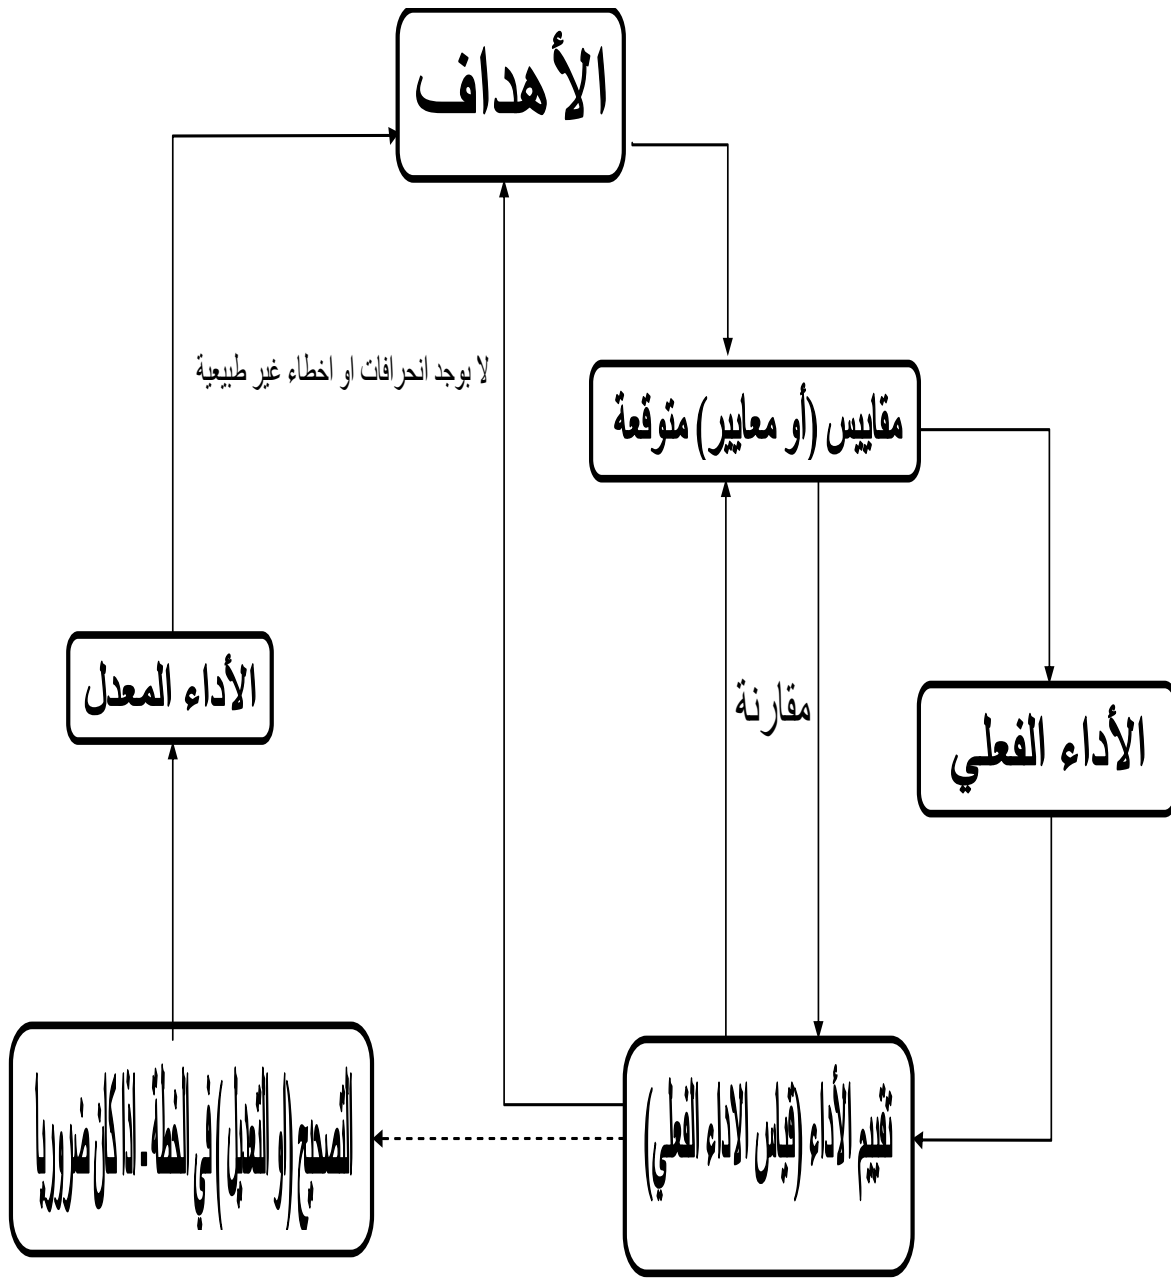 الأهداف
لا بوجد انحرافات او اخطاء غير طبيعية
مقاييس (أو معايير) متوقعة
مقارنة
الأداء المعدل
الأداء الفعلي
تقييم الأداء (قياس الاداء الفعلي)
التصحيح (او التعديل) في الخطة - اذا كان ضروريا